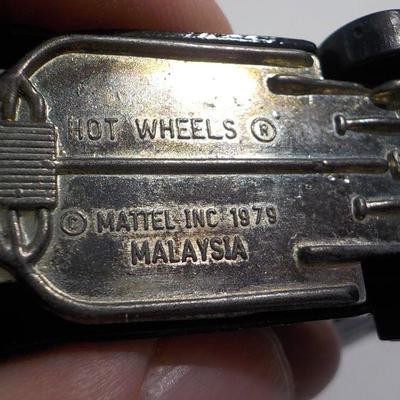 HOT WHEELS ®
© MATTEL INC 1979
MALAYSIA